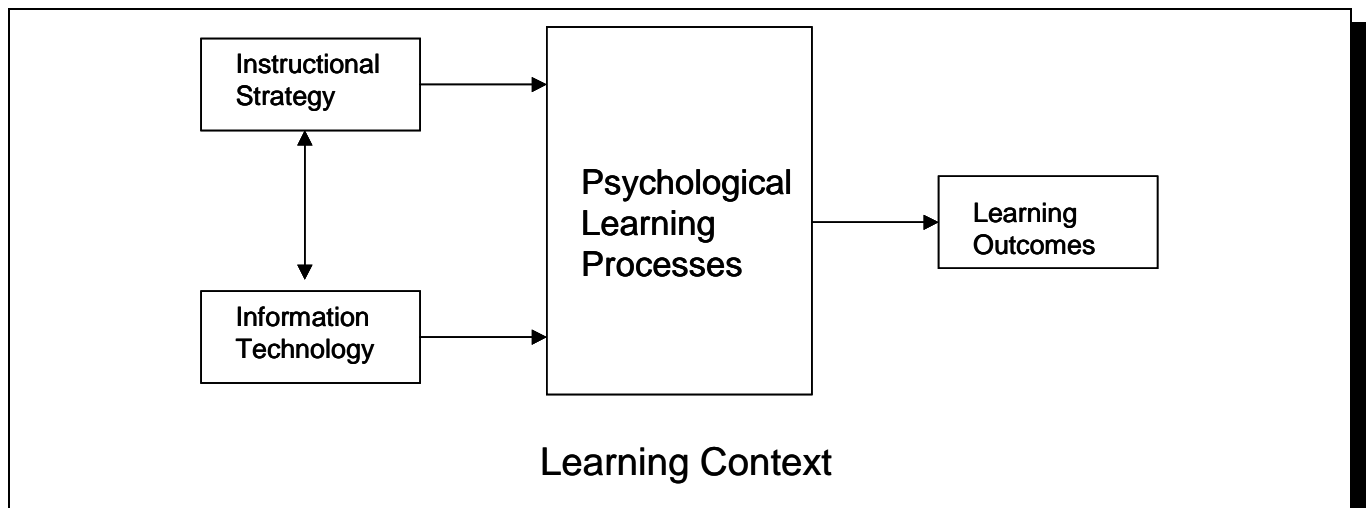 Instructional
Strategy
Psychological
Learning
Processes
Learning
Outcomes
Information
Technology
Learning Context